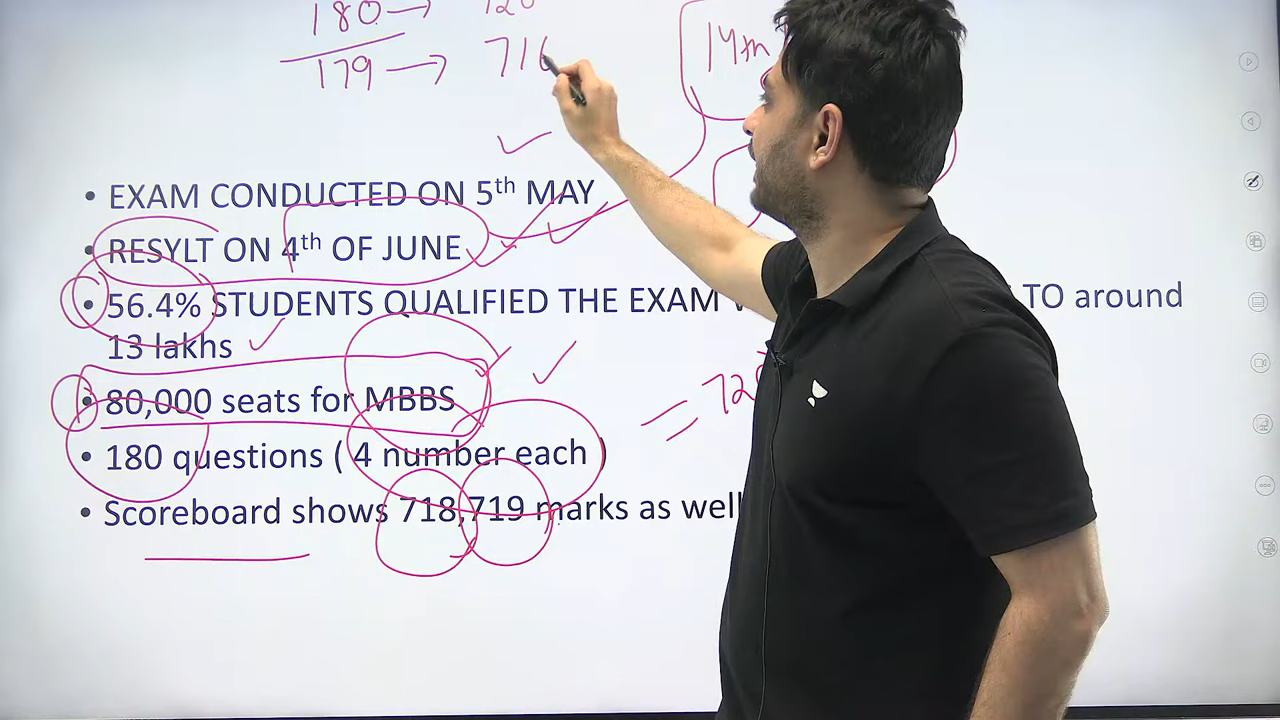 180 → 720
179 → 716
14th
• EXAM CONDUCTED ON 5th MAY
• RESYLT ON 4th OF JUNE
• 56.4% STUDENTS QUALIFIED THE EXAM TO around
13 lakhs
• 80,000 seats for MBBS
= 720
• 180 questions ( 4 number each )
• Scoreboard shows 718,719 marks as well